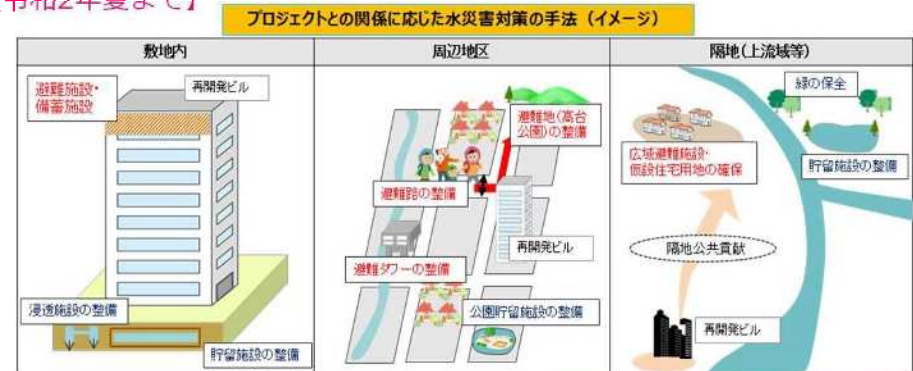 令和2年夏まで】
プロジェクトとの関係に応じた水災害対策の手法（イメージ）
敷地内
避難施設・
備蓄施設
再開発ビル
浸透施設の整備
貯留施設の整備
周辺地区
避難地（高台
公園）の整備
避難路の整備
再開発ビル
避難タワーの整備
公園貯留施設の整備
隔地（上流域等）
緑の保全
広域避難施設・
仮設住宅用地の確保
貯留施設の整備
隔地公共貢献
再開発ビル